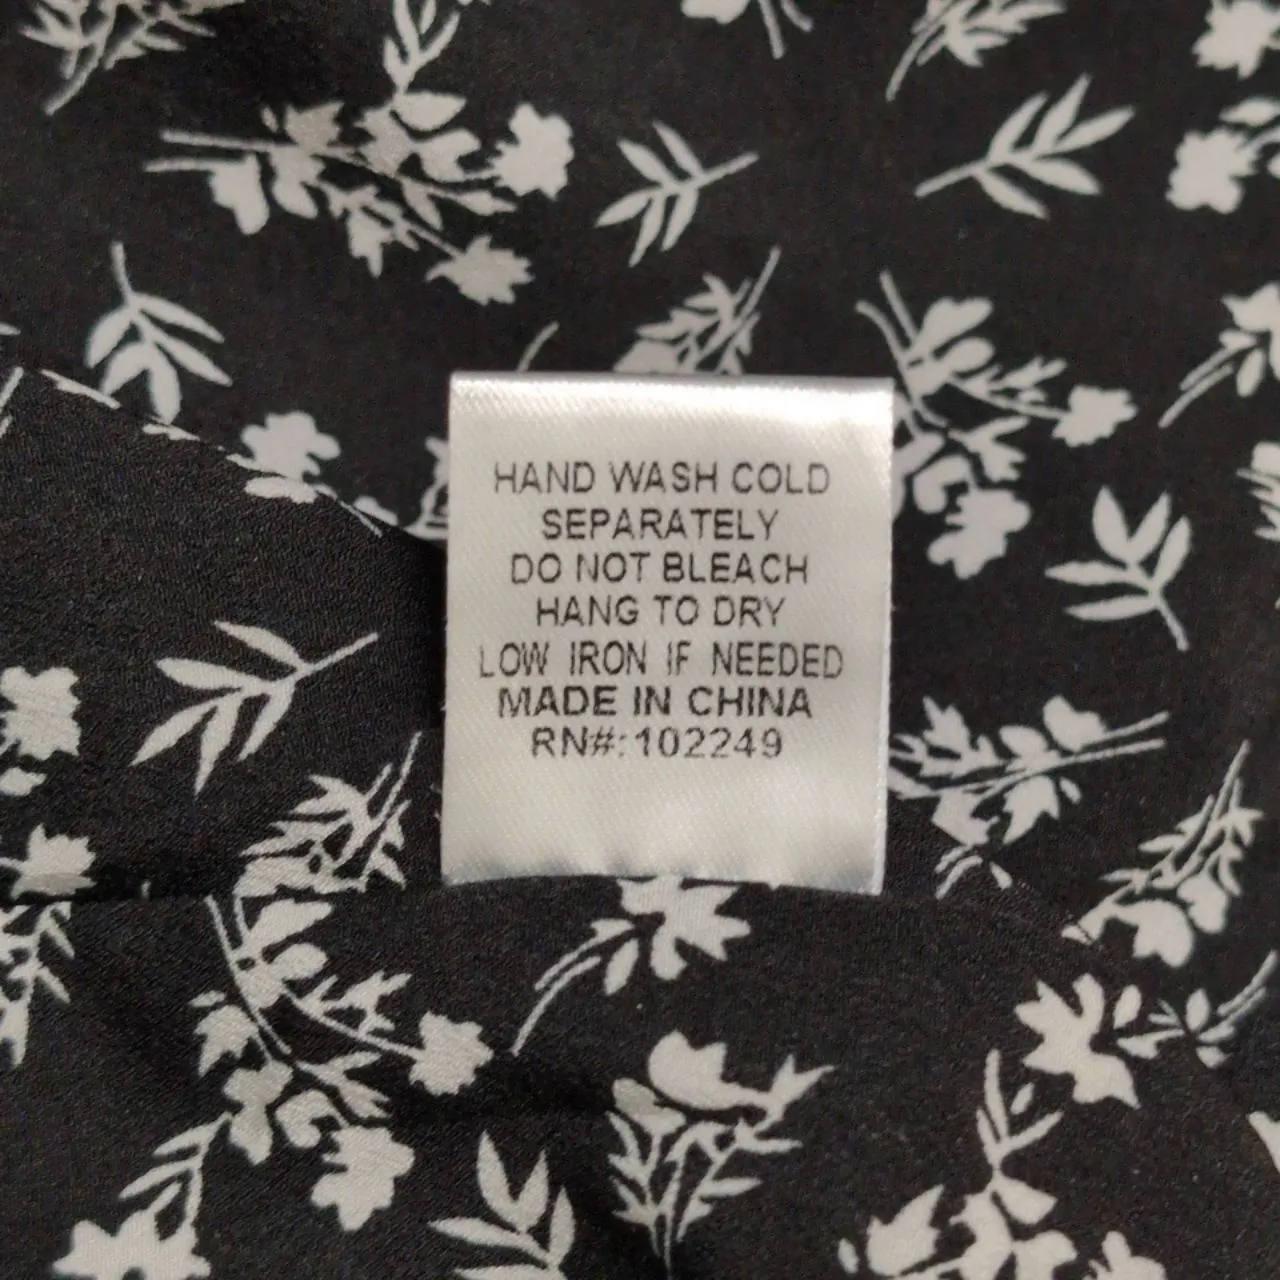 HAND WASH COLD
SEPARATELY
DO NOT BLEACH
HANG TO DRY
LOW IRON IF NEEDED
MADE IN CHINA
RN#:102249